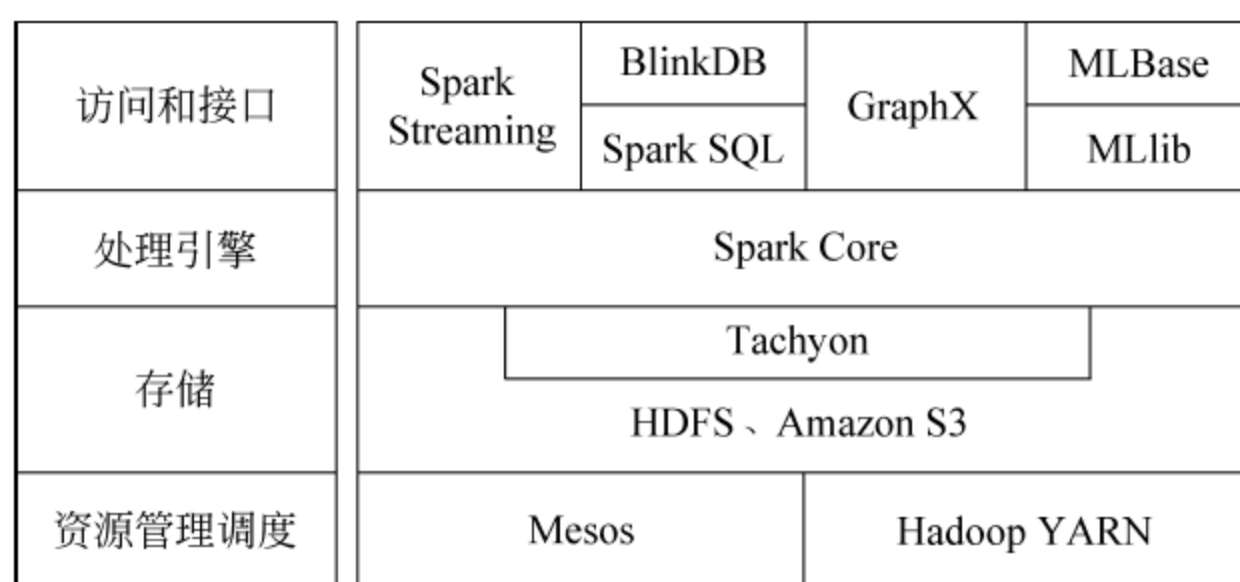 访问和接口
Spark
Streaming
BlinkDB
Spark SQL
GraphX
MLBase
MLlib
处理引擎
Spark Core
存储
Tachyon
HDFS、Amazon S3
资源管理调度
Mesos
Hadoop YARN